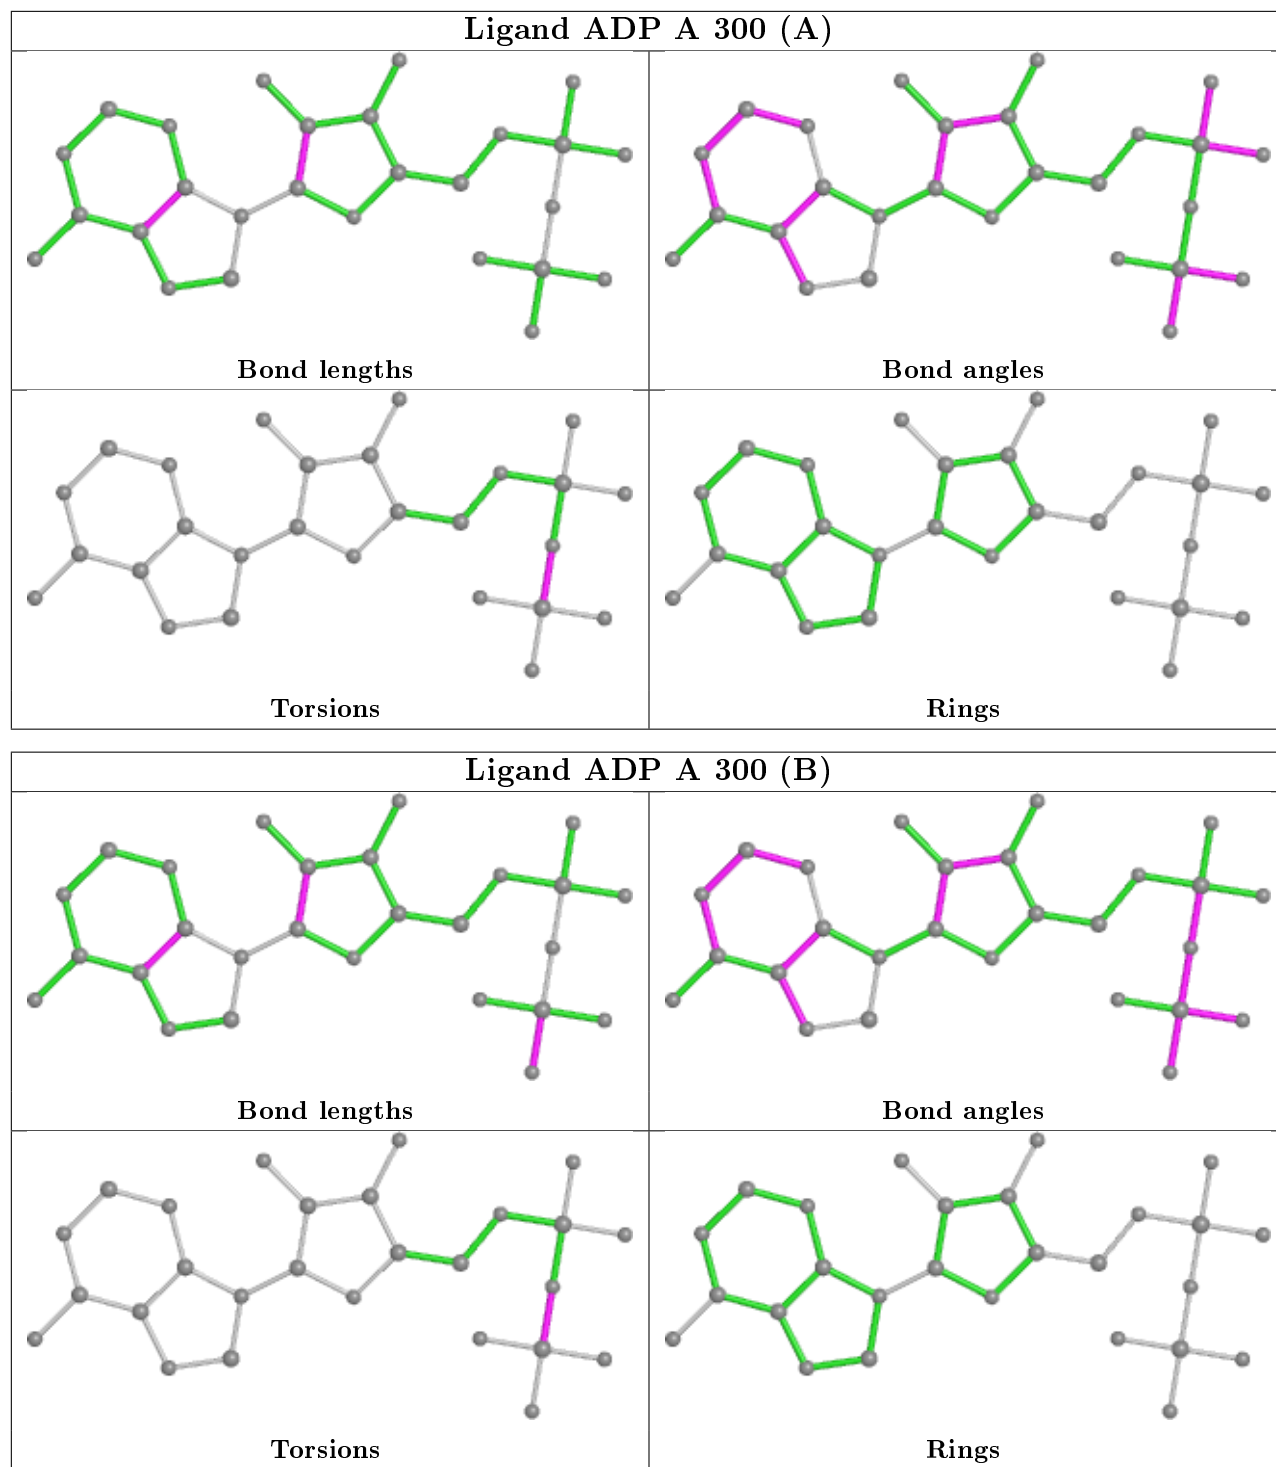 Ligand ADP A 300 (A)
Bond lengths
Bond angles
Torsions
Rings
Ligand ADP A 300 (B)
Bond lengths
Bond angles
Torsions
Rings